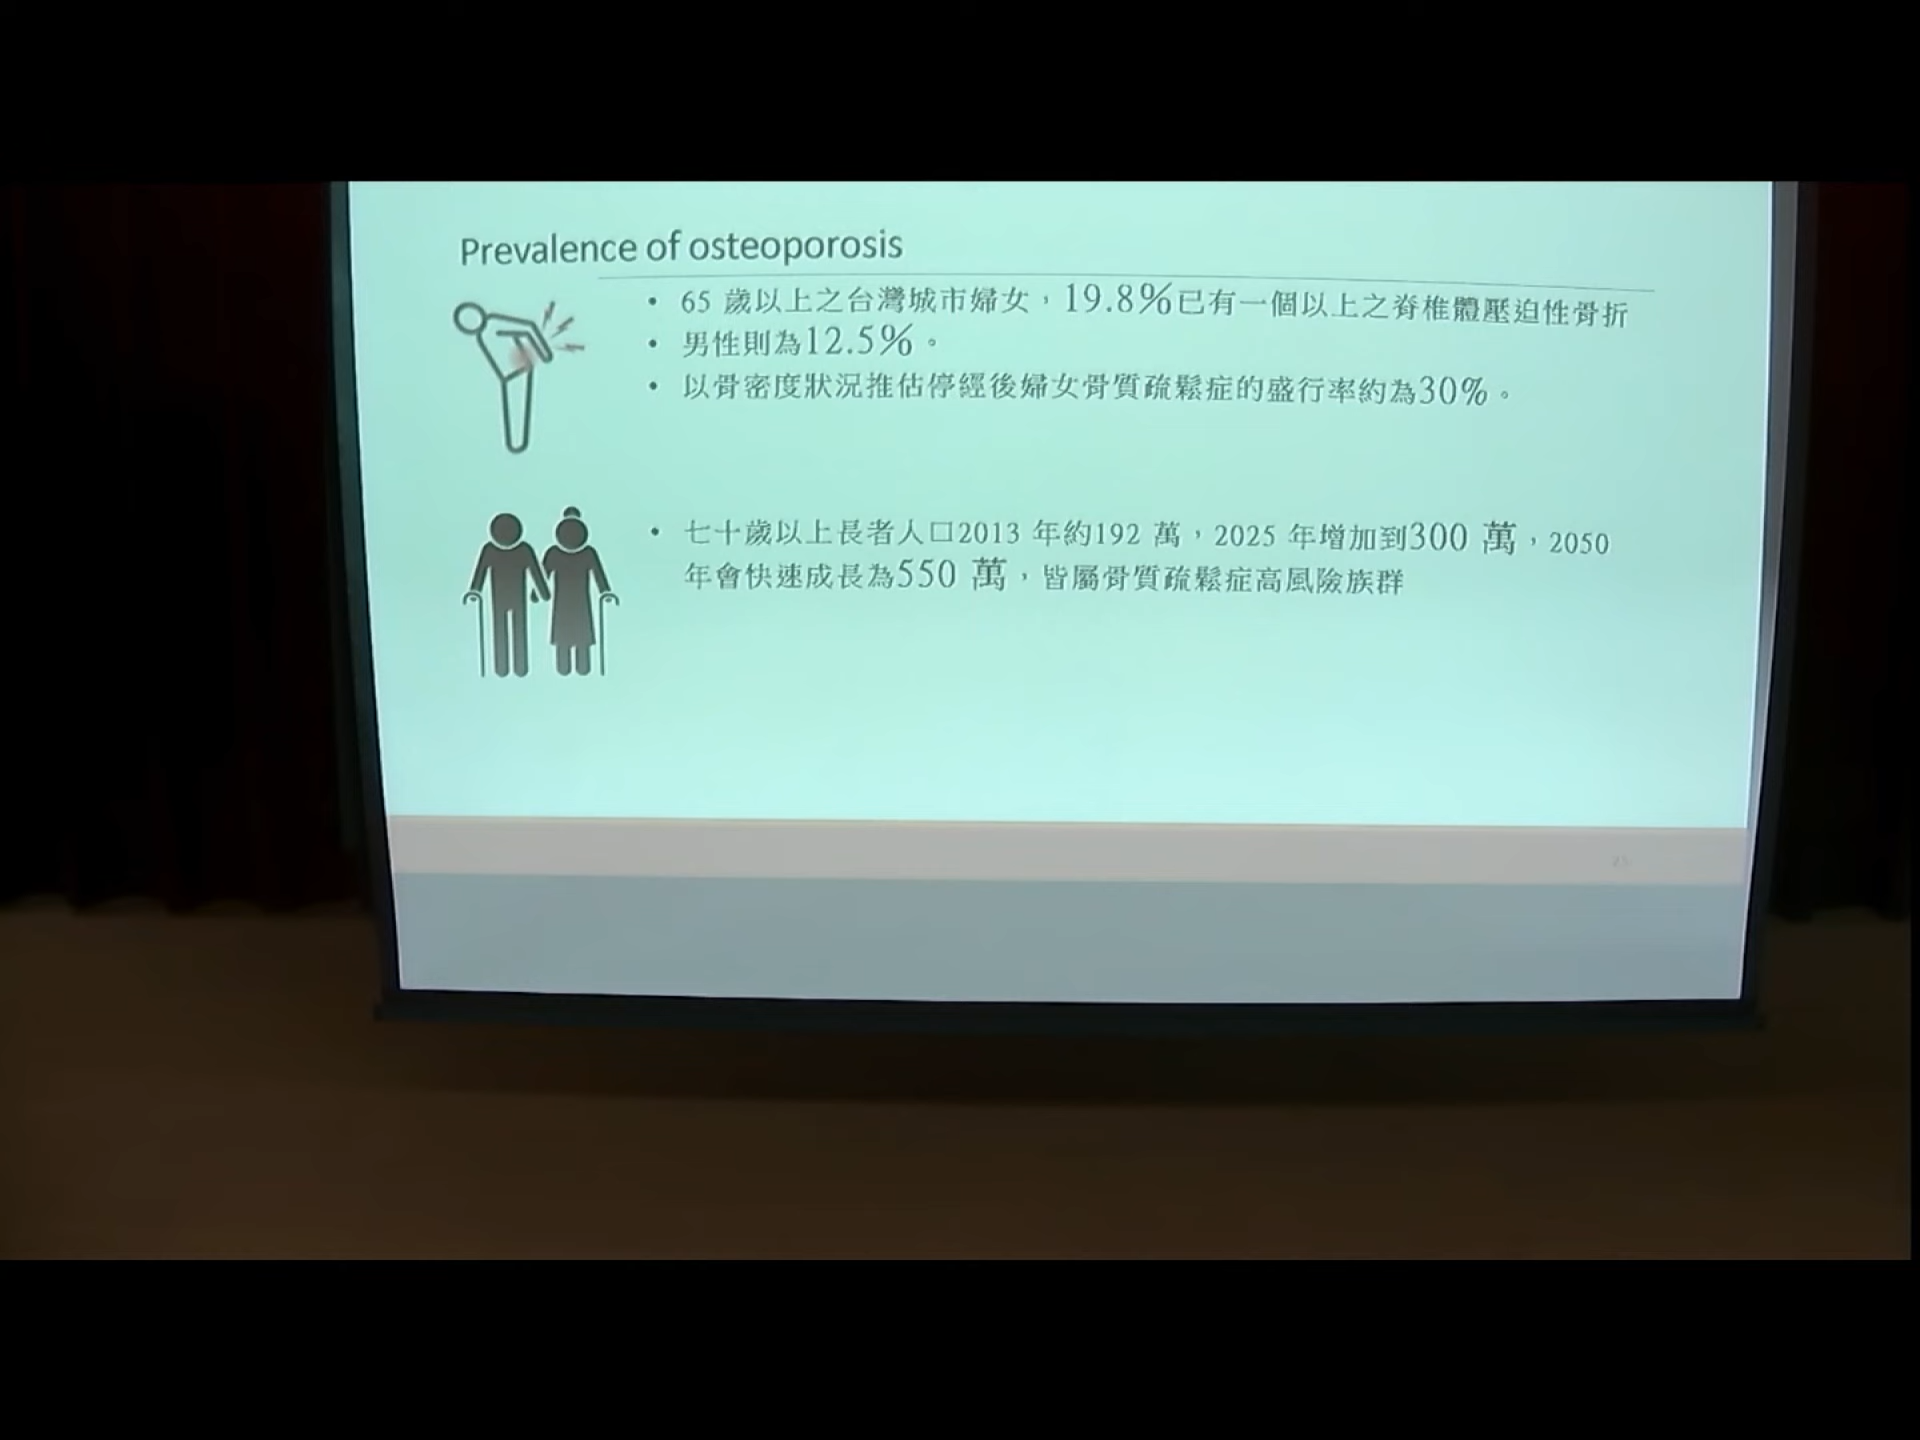 Prevalence of osteoporosis
• 65 歲以上之台灣城市婦女，19.8%已有一個以上之脊椎體壓迫性骨折
• 男性則為12.5%。
• 以骨密度狀況推估停經後婦女骨質疏鬆症的盛行率約為30%。
• 七十歲以上長者人口2013 年約192 萬，2025 年增加到300 萬，2050
年會快速成長為550 萬，皆屬骨質疏鬆症高風險族群